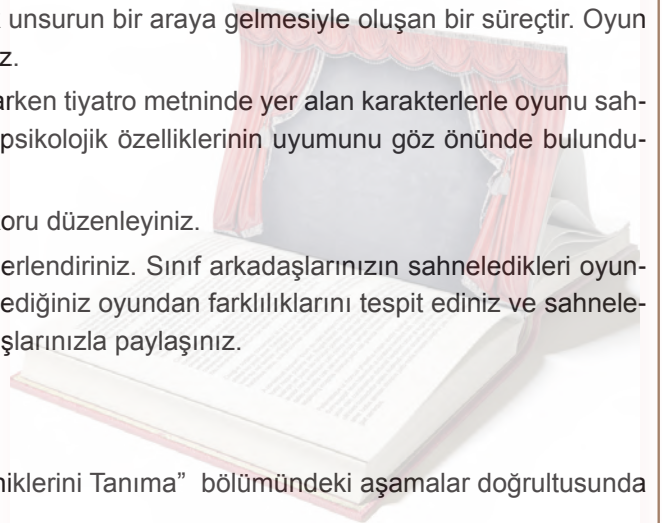 unsurun bir araya gelmesiyle oluşan bir süreçtir. Oyun
z.
arken tiyatro metninde yer alan karakterlerle oyunu sah-
psikolojik özelliklerinin uyumunu göz önünde bulundu-
oru düzenleyiniz.
erlendiriniz. Sınıf arkadaşlarınızın sahneledikleri oyun-
ediğiniz oyundan farklılıklarını tespit ediniz ve sahnele-
şlarınızla paylaşınız.
niklerini Tanıma” bölümündeki aşamalar doğrultusunda